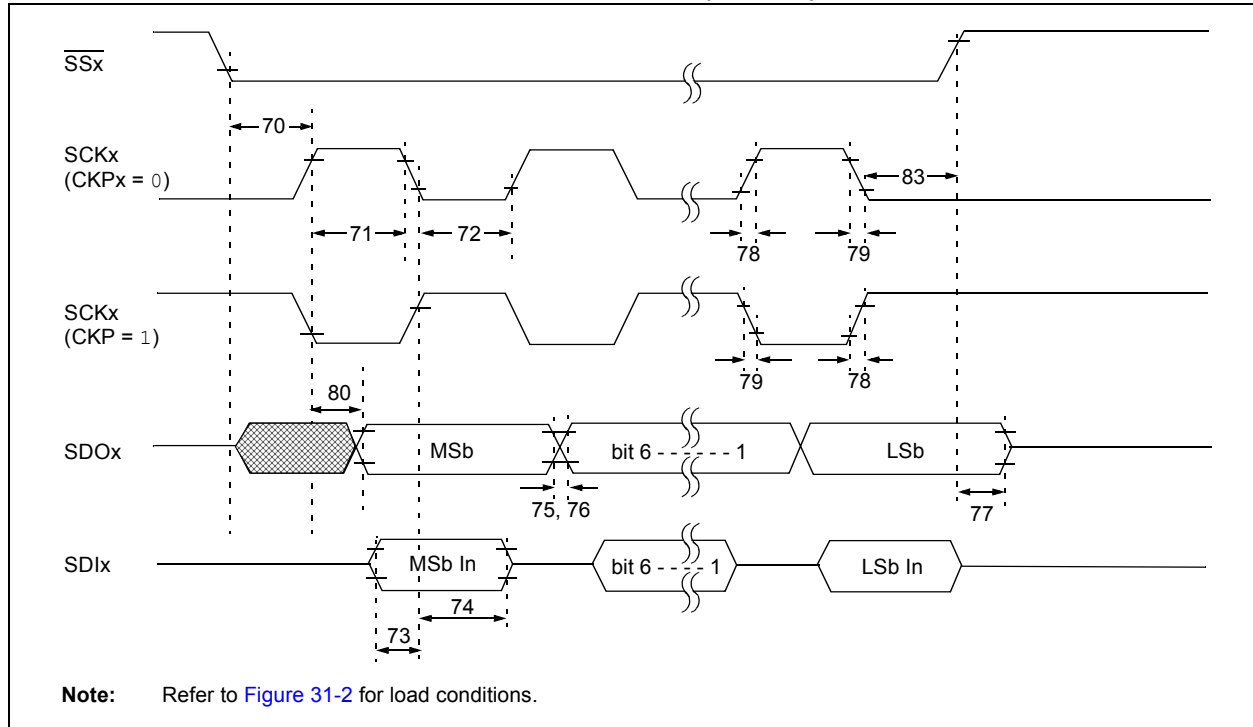 SSx
70
SCKx
(CKPx = 0)
83
71
72
78
79
SCKx
(CKP = 1)
79
78
80
SDOx
MSb
bit 6 - - - - - - 1
LSb
75, 76
77
SDIx
MSb In
bit 6 - - - - 1
LSb In
74
73
Note: Refer to Figure 31-2 for load conditions.